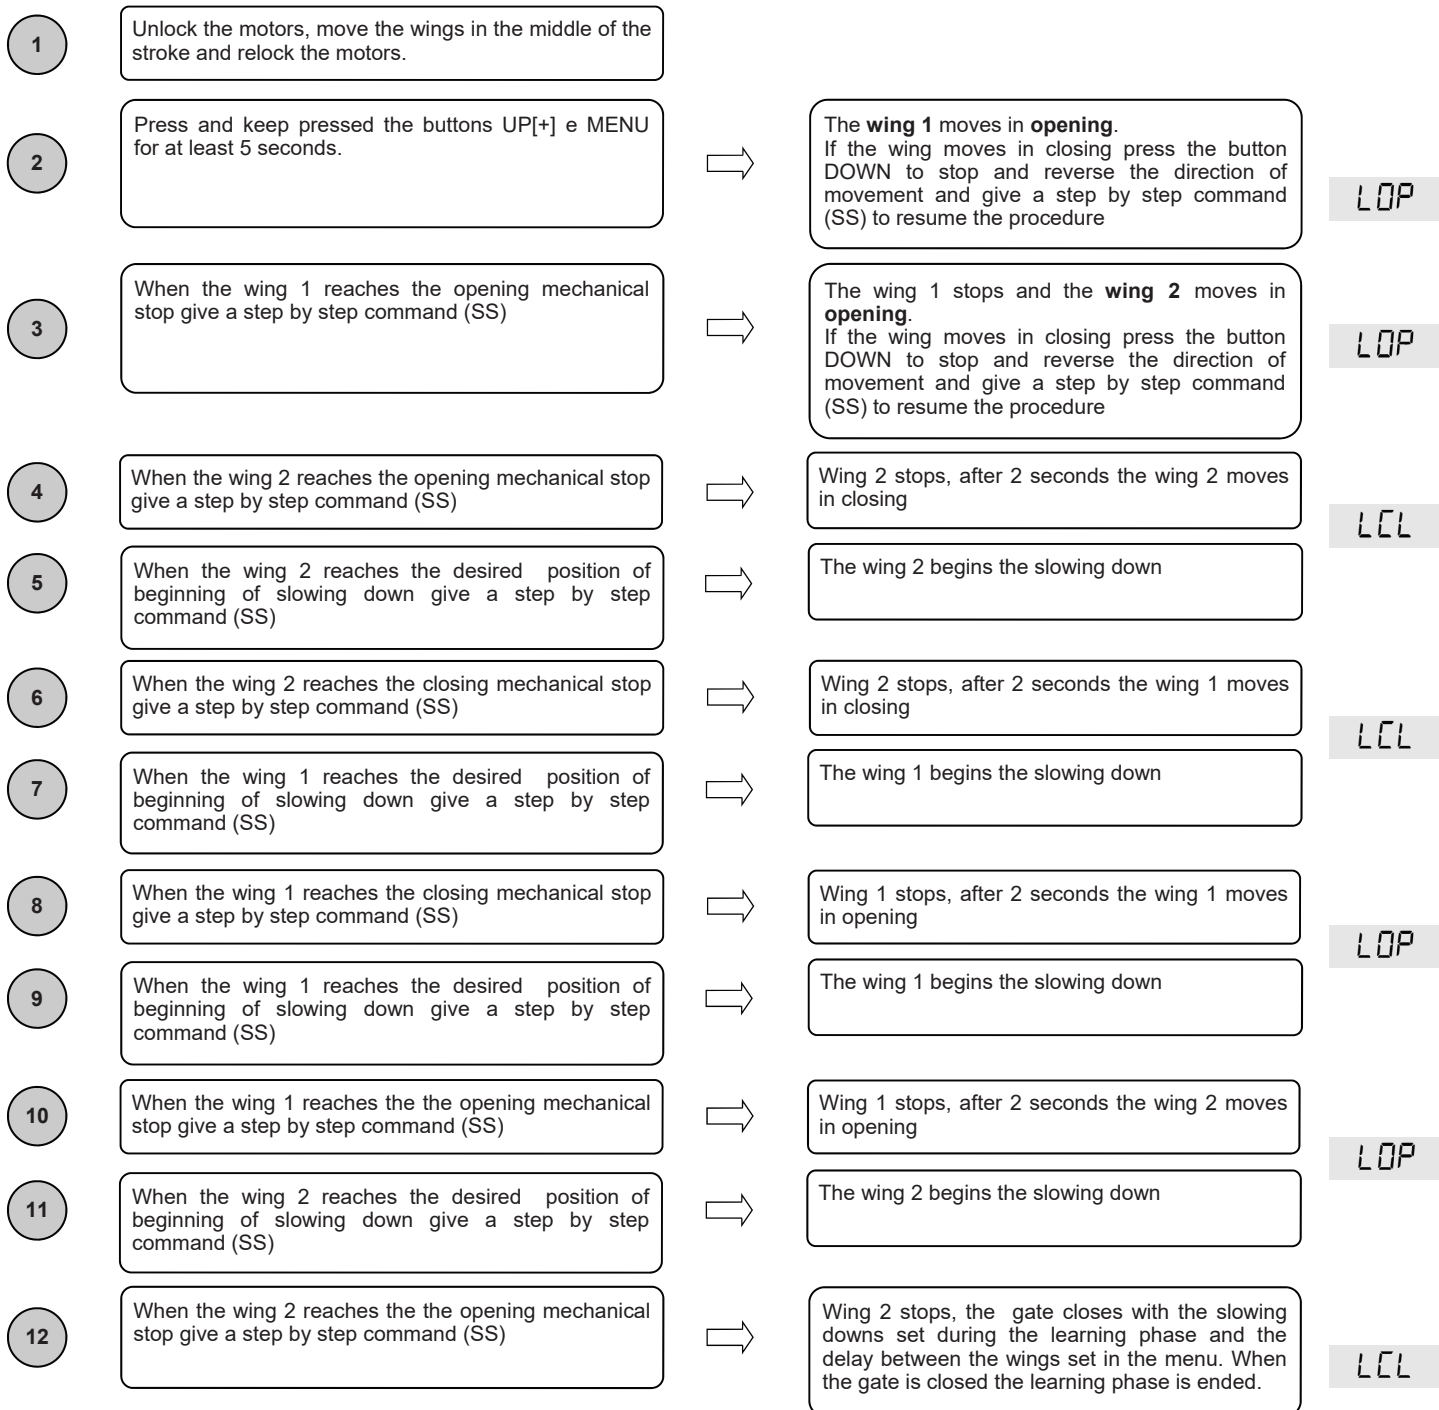 1
Unlock the motors, move the wings in the middle of the
stroke and relock the motors.
2
Press and keep pressed the buttons UP[+] e MENU
for at least 5 seconds.
The wing 1 moves in opening.
If the wing moves in closing press the button
DOWN to stop and reverse the direction of
movement and give a step by step command
(SS) to resume the procedure
LOP
3
When the wing 1 reaches the opening mechanical
stop give a step by step command (SS)
The wing 1 stops and the wing 2 moves in
opening.
If the wing moves in closing press the button
DOWN to stop and reverse the direction of
movement and give a step by step command
(SS) to resume the procedure
LOP
4
When the wing 2 reaches the opening mechanical stop
give a step by step command (SS)
Wing 2 stops, after 2 seconds the wing 2 moves
in closing
LCL
5
When the wing 2 reaches the desired position of
beginning of slowing down give a step by step
command (SS)
The wing 2 begins the slowing down
6
When the wing 2 reaches the closing mechanical stop
give a step by step command (SS)
Wing 2 stops, after 2 seconds the wing 1 moves
in closing
LCL
7
When the wing 1 reaches the desired position of
beginning of slowing down give a step by step
command (SS)
The wing 1 begins the slowing down
8
When the wing 1 reaches the closing mechanical stop
give a step by step command (SS)
Wing 1 stops, after 2 seconds the wing 1 moves
in opening
LOP
9
When the wing 1 reaches the desired position of
beginning of slowing down give a step by step
command (SS)
The wing 1 begins the slowing down
10
When the wing 1 reaches the the opening mechanical
stop give a step by step command (SS)
Wing 1 stops, after 2 seconds the wing 2 moves
in opening
LOP
11
When the wing 2 reaches the desired position of
beginning of slowing down give a step by step
command (SS)
The wing 2 begins the slowing down
12
When the wing 2 reaches the the opening mechanical
stop give a step by step command (SS)
Wing 2 stops, the gate closes with the slowing
downs set during the learning phase and the
delay between the wings set in the menu. When
the gate is closed the learning phase is ended.
LCL